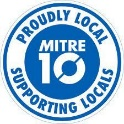 PROUDLY LOCAL
MITRE
10
SUPPORTING LOCALS